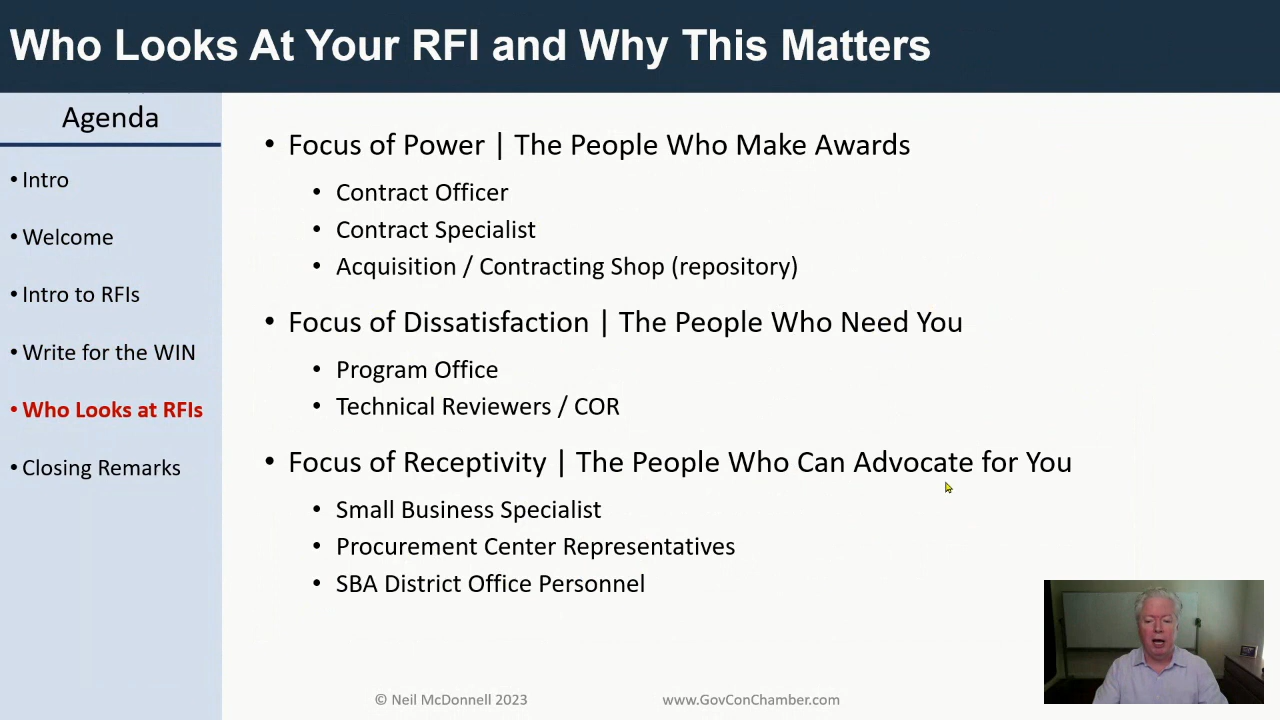 Who Looks At Your RFI and Why This Matters
Agenda
• Intro
• Welcome
• Intro to RFIs
• Write for the WIN
• Who Looks at RFIs
• Closing Remarks
• Focus of Power | The People Who Make Awards
• Contract Officer
• Contract Specialist
• Acquisition / Contracting Shop (repository)
• Focus of Dissatisfaction | The People Who Need You
• Program Office
• Technical Reviewers / COR
• Focus of Receptivity | The People Who Can Advocate for You
• Small Business Specialist
• Procurement Center Representatives
• SBA District Office Personnel
© Neil McDonnell 2023
www.GovConChamber.com